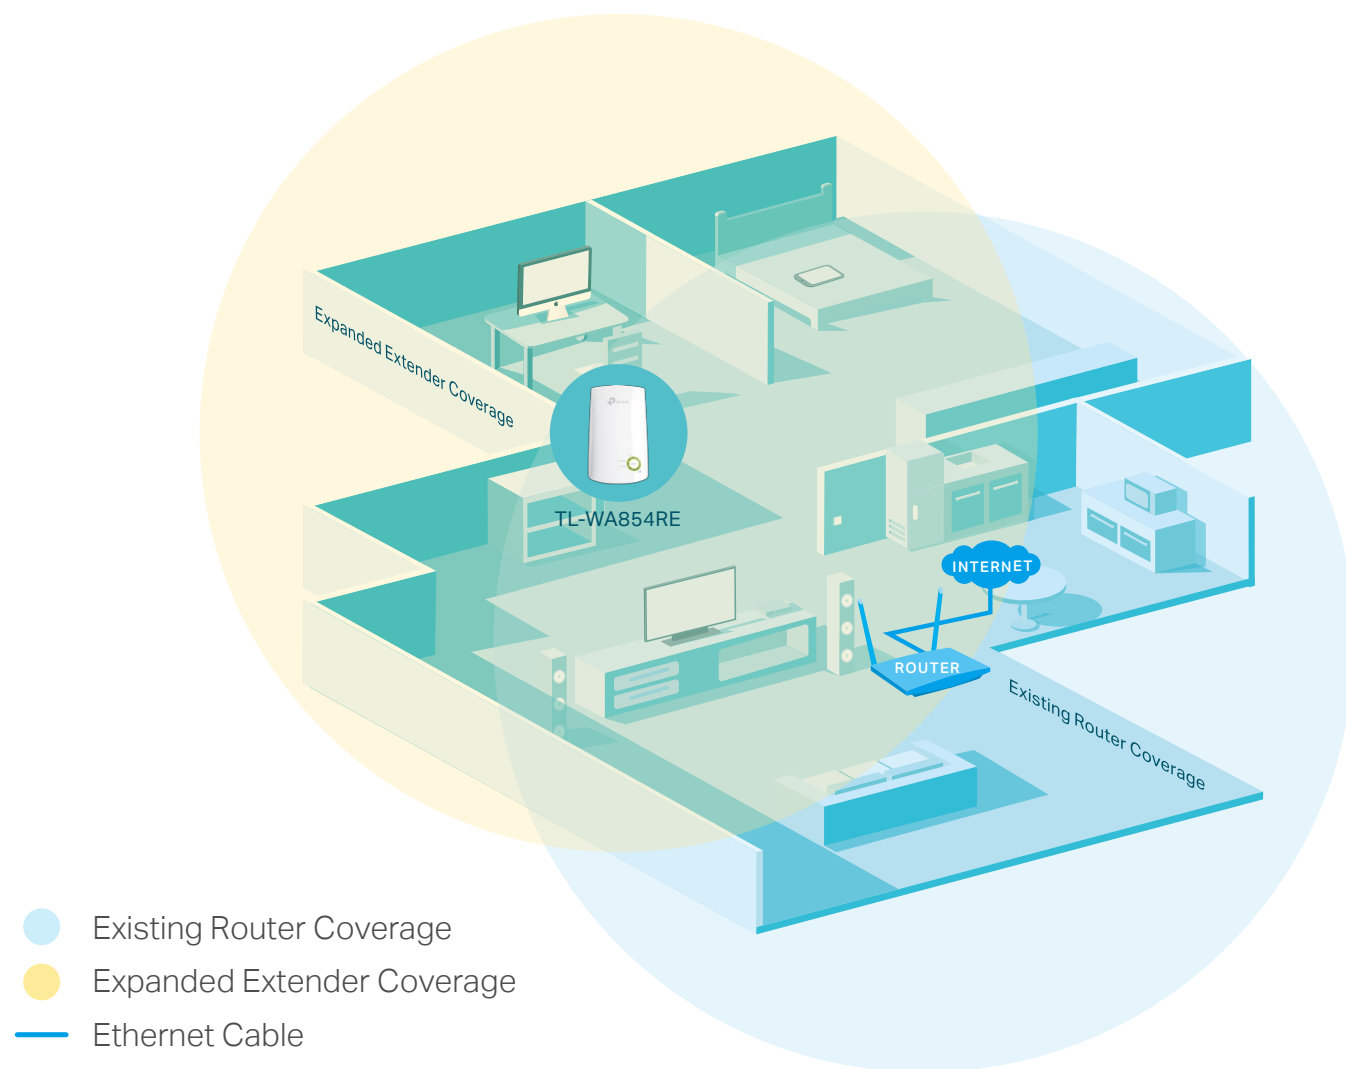 Expanded Extender Coverage
TL-WA854RE
INTERNET
ROUTER
Existing Router Coverage
Existing Router Coverage
Expanded Extender Coverage
Ethernet Cable